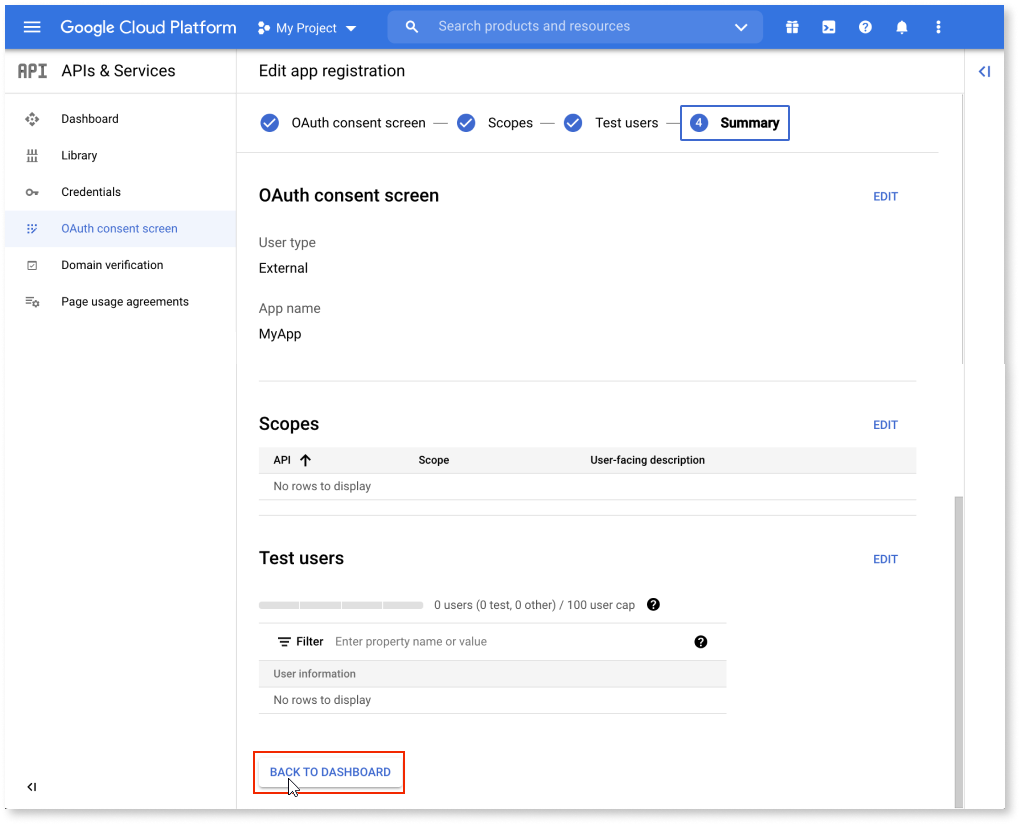 Google Cloud Platform My Project Search products and resources
API APIs & Services Edit app registration
Dashboard
Library
Credentials
OAuth consent screen
Domain verification
Page usage agreements
OAuth consent screen Scopes Test users 4 Summary
OAuth consent screen EDIT
User type
External
App name
MyApp
Scopes EDIT
API Scope User-facing description
No rows to display
Test users EDIT
0 users (0 test, 0 other) / 100 user cap ?
Filter Enter property name or value ?
User information
No rows to display
BACK TO DASHBOARD